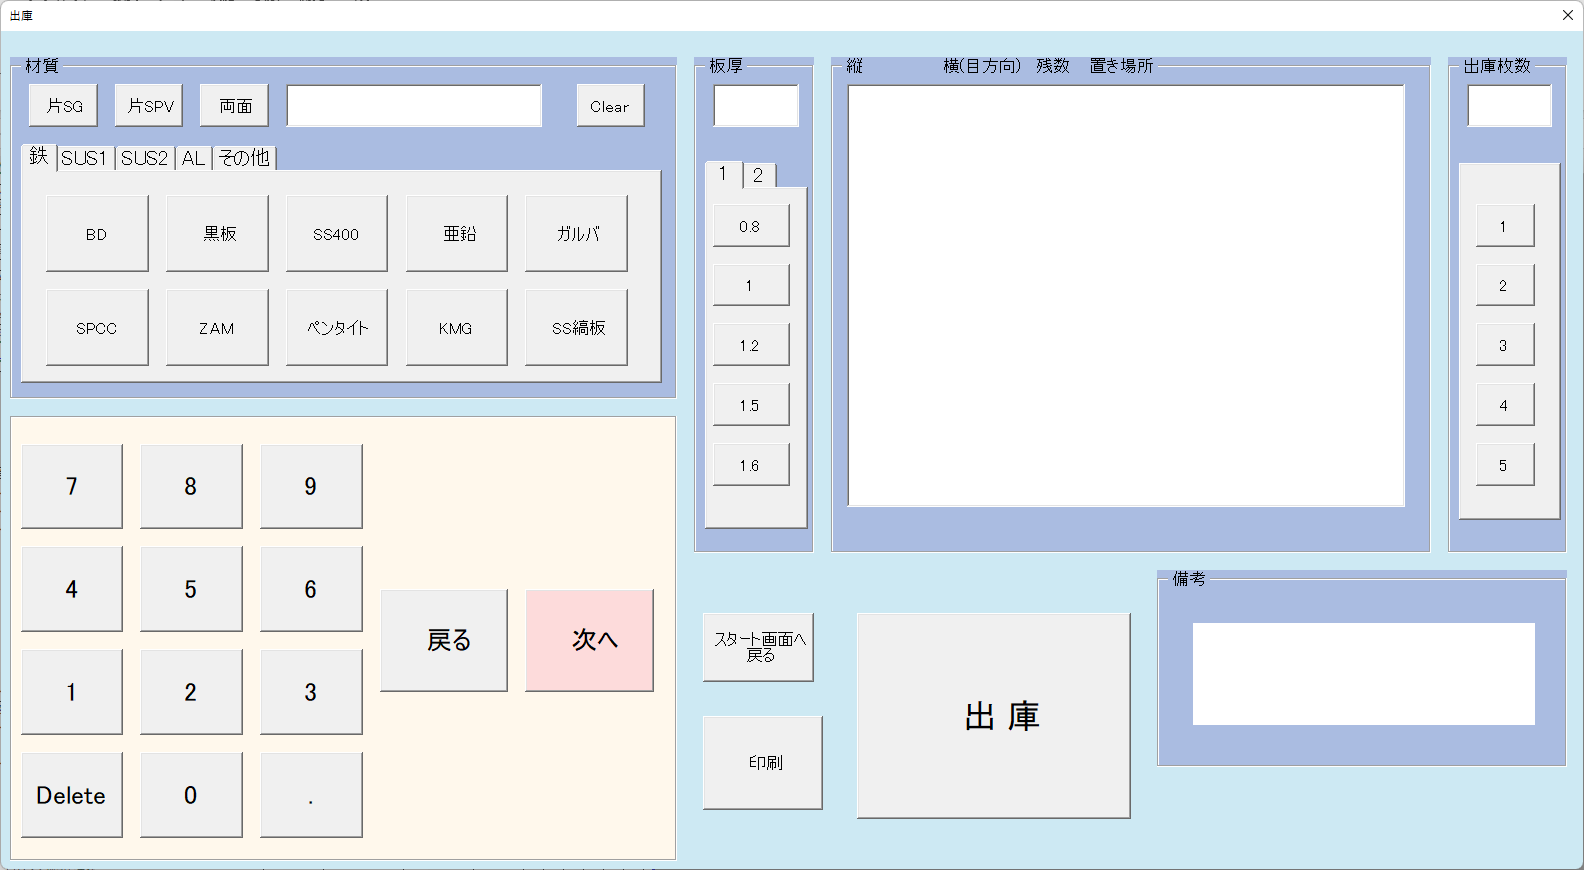 出庫
材質
片SG 片SPV 両面 Clear
鉄 SUS1 SUS2 AL その他
BD 黒板 SS400 亜鉛 ガルバ
SPCC ZAM ペンタイト KMG SS縞板
板厚
1 2
0.8
1
1.2
1.5
1.6
縦 横(目方向) 残数 置き場所
出庫枚数
1
2
3
4
5
7 8 9
4 5 6
1 2 3
Delete 0 .
戻る 次へ
スタート画面へ
戻る
印刷
出 庫
備考